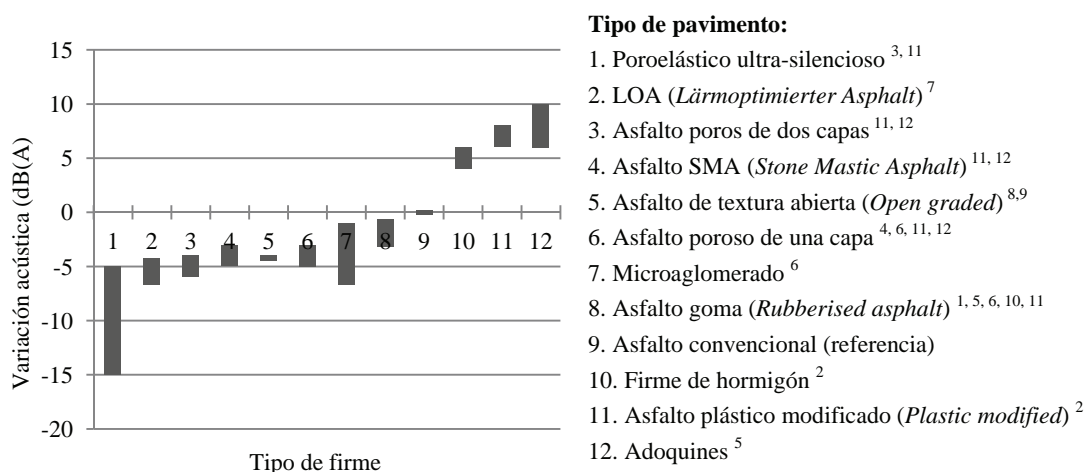 15
10
5
0
-5
-10
-15
-20
Variación acústica (dB(A)
1 2 3 4 5 6 7 8 9 10 11 12
Tipo de firme
Tipo de pavimento:
1. Poroelástico ultra-silencioso 3, 11
2. LOA (Lärmoptimierter Asphalt) 7
3. Asfalto poros de dos capas 11, 12
4. Asfalto SMA (Stone Mastic Asphalt) 11, 12
5. Asfalto de textura abierta (Open graded) 8,9
6. Asfalto poroso de una capa 4, 6, 11, 12
7. Microaglomerado 6
8. Asfalto goma (Rubberised asphalt) 1, 5, 6, 10, 11
9. Asfalto convencional (referencia)
10. Firme de hormigón 2
11. Asfalto plástico modificado (Plastic modified) 2
12. Adoquines 5